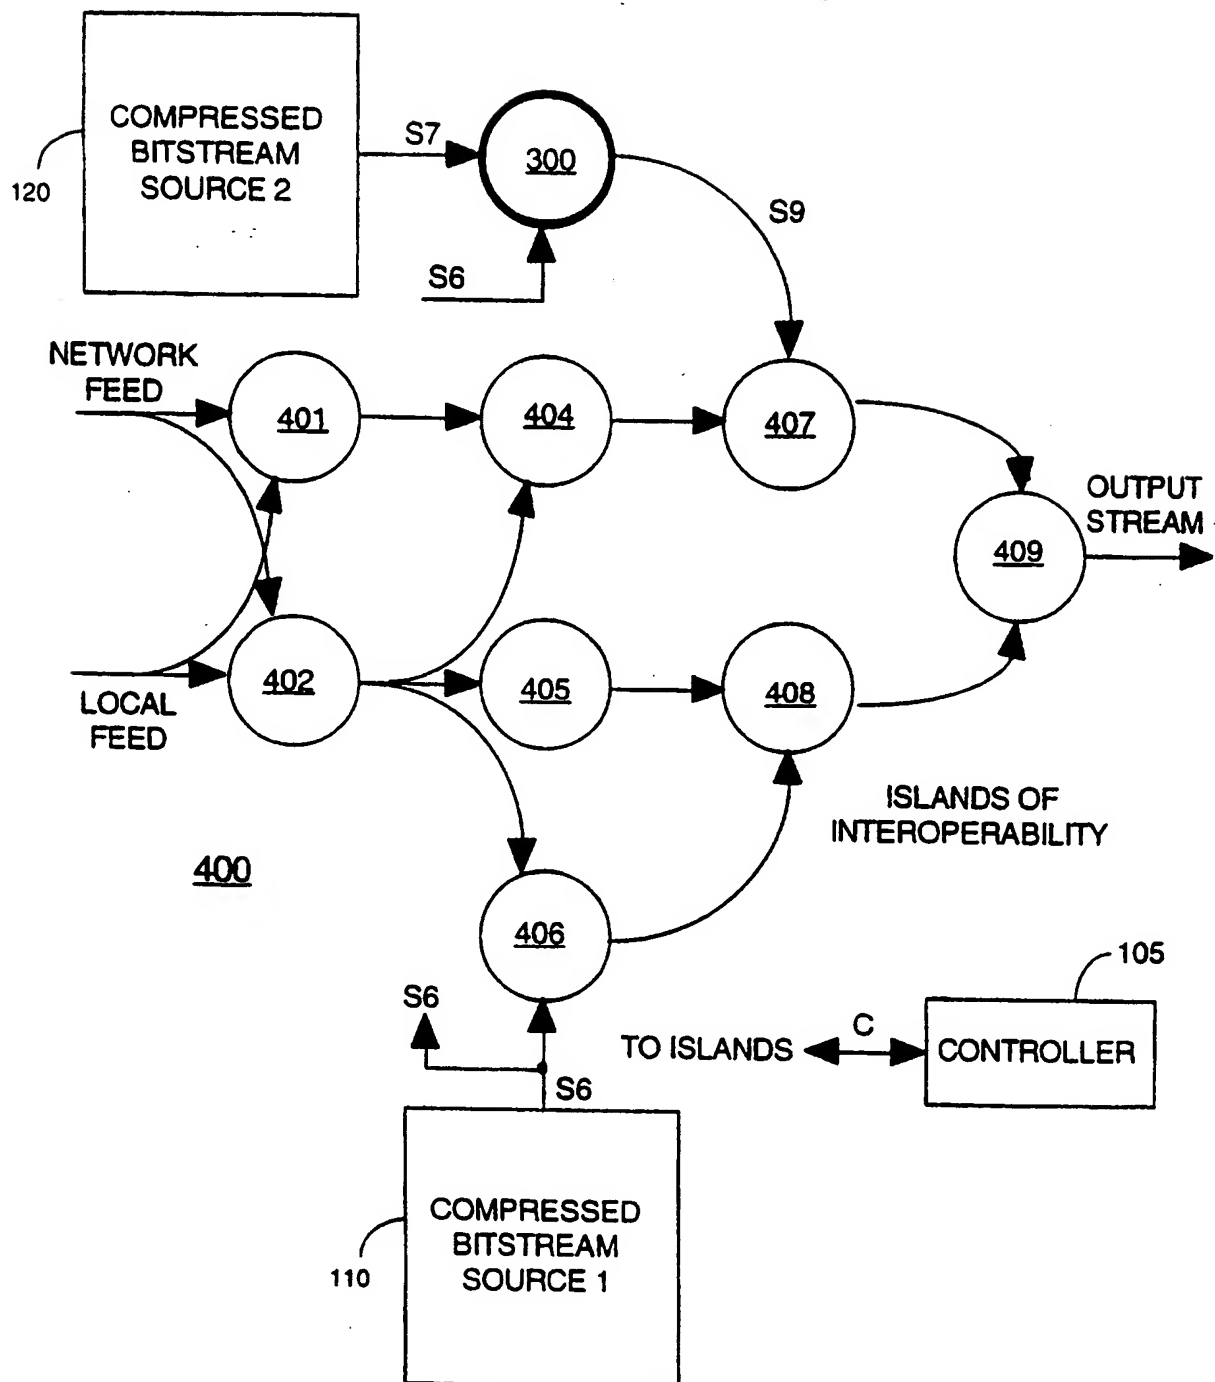 COMPRESSED
BITSTREAM
SOURCE 2
120
S7
300
S9
S6
NETWORK
FEED
401
404
407
OUTPUT
STREAM
409
LOCAL
FEED
402
405
408
ISLANDS OF
INTEROPERABILITY
400
406
105
S6
TO ISLANDS
C
CONTROLLER
S6
COMPRESSED
BITSTREAM
SOURCE 1
110